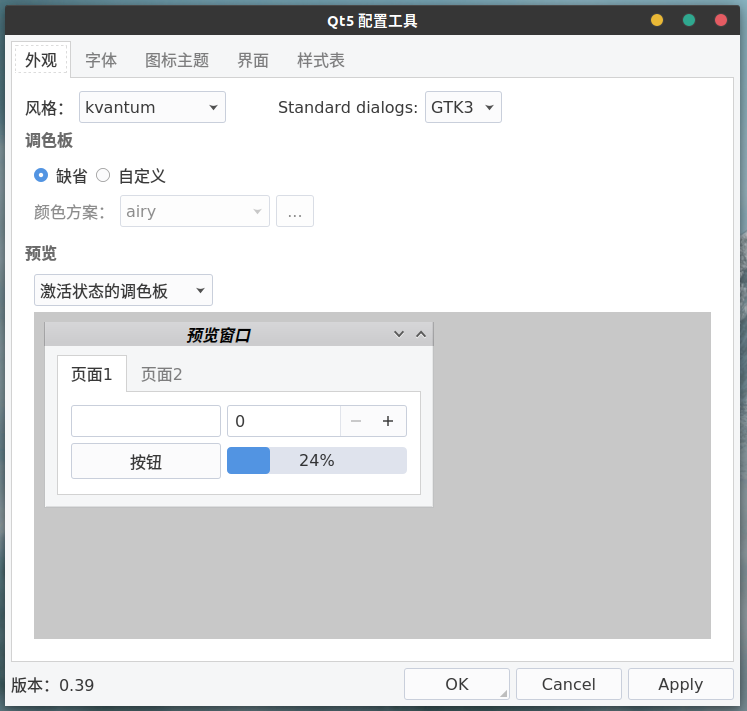 Qt5 配置工具
外观 字体 图标主题 界面 样式表
风格： kvantum Standard dialogs: GTK3
调色板
缺省 自定义
颜色方案： airy ...
预览
激活状态的调色板
预览窗口
页面1 页面2
0 − +
按钮 24%
版本：0.39 OK Cancel Apply